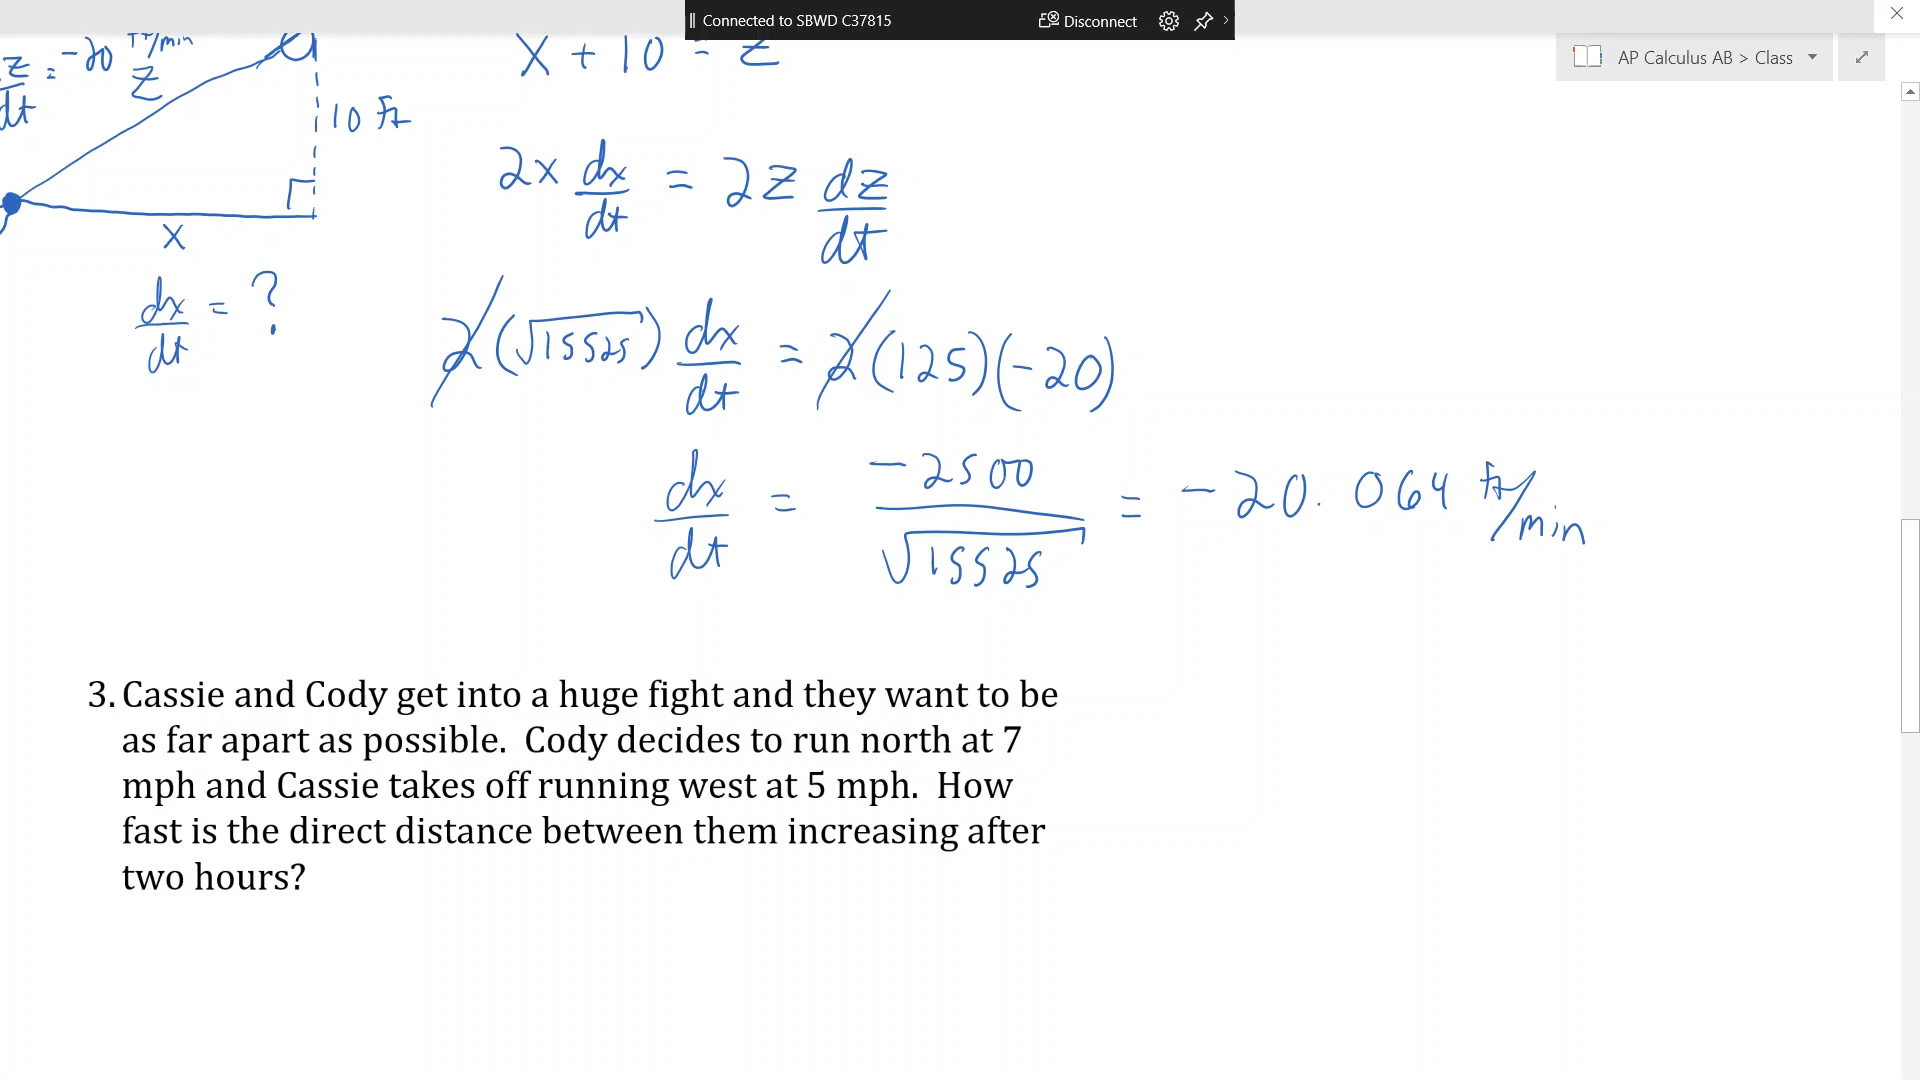 Connected to SBWD C37815 Disconnect
AP Calculus AB > Class
dz/dt = -20 ft/min
z
10 ft
x
dx/dt = ?
x + 10 = z
2x dx/dt = 2z dz/dt
2(√15525) dx/dt = 2(125)(-20)
dx/dt = -2500/√15525 = -20.064 ft/min
3. Cassie and Cody get into a huge fight and they want to be
as far apart as possible. Cody decides to run north at 7
mph and Cassie takes off running west at 5 mph. How
fast is the direct distance between them increasing after
two hours?